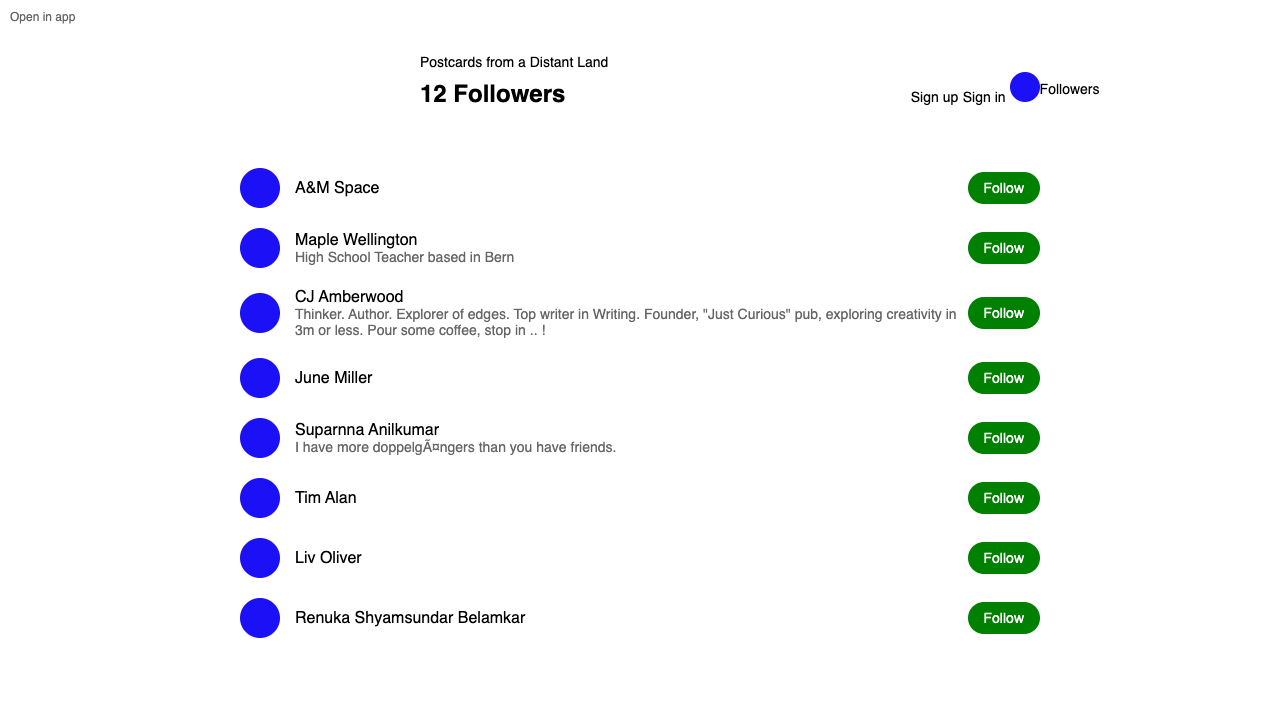 Open in app
Postcards from a Distant Land
12 Followers
Sign up Sign in Followers
A&M Space
Follow
Maple Wellington
High School Teacher based in Bern
Follow
CJ Amberwood
Thinker. Author. Explorer of edges. Top writer in Writing. Founder, "Just Curious" pub, exploring creativity in
3m or less. Pour some coffee, stop in .. !
Follow
June Miller
Follow
Suparnna Anilkumar
I have more doppelgÃ¤ngers than you have friends.
Follow
Tim Alan
Follow
Liv Oliver
Follow
Renuka Shyamsundar Belamkar
Follow